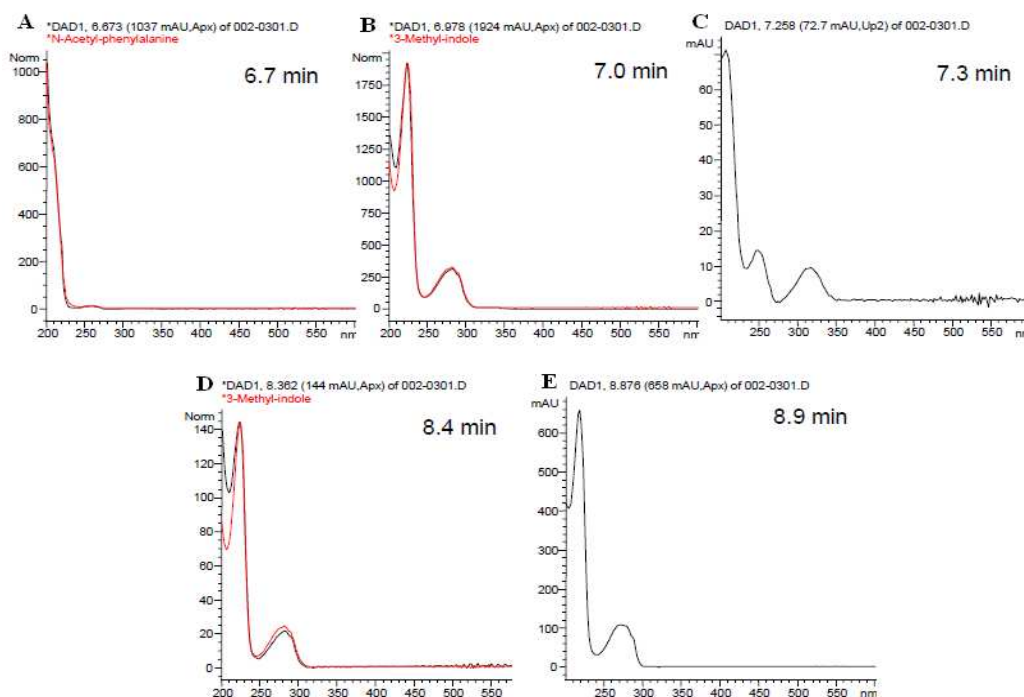 A *DAD1, 6.673 (1037 mAU,Apx) of 002-0301.D
*N-Acetyl-phenylalanine
Norm
6.7 min
1000
800
600
400
200
0
200 250 300 350 400 450 500 550 nm
B *DAD1, 6.978 (1924 mAU,Apx) of 002-0301.D
*3-Methyl-indole
Norm
7.0 min
1750
1500
1250
1000
750
500
250
0
200 250 300 350 400 450 500 550 nm
C DAD1, 7.258 (72.7 mAU,Up2) of 002-0301.D
mAU
7.3 min
60
50
40
30
20
10
0
250 300 350 400 450 500 550 nm
D *DAD1, 8.362 (144 mAU,Apx) of 002-0301.D
*3-Methyl-indole
Norm
8.4 min
140
120
100
80
60
40
20
0
200 250 300 350 400 450 500 550 nm
E DAD1, 8.876 (658 mAU,Apx) of 002-0301.D
mAU
8.9 min
600
500
400
300
200
100
0
250 300 350 400 450 500 550 nm